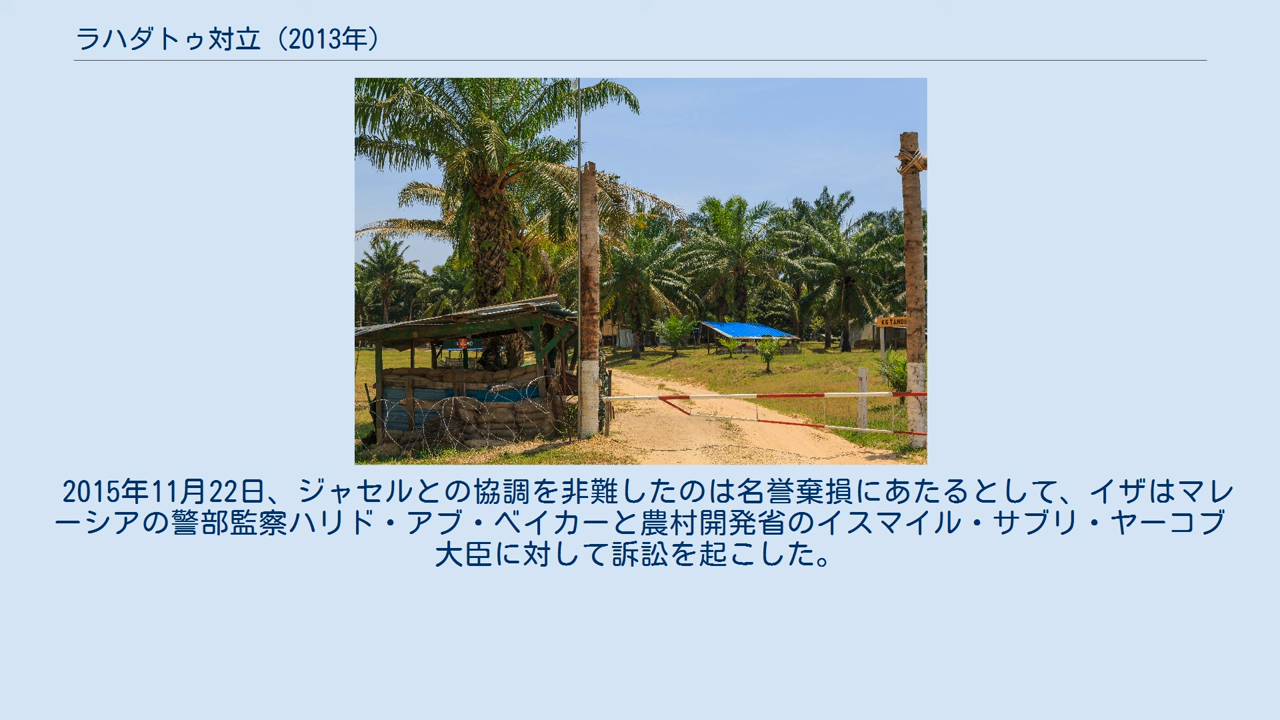 ラハダトゥ対立（2013年）
KG TANDU
2015年11月22日、ジャセルとの協調を非難したのは名誉棄損にあたるとして、イザはマレ
ーシアの警部監察ハリド・アブ・ベイカーと農村開発省のイスマイル・サブリ・ヤーコブ
大臣に対して訴訟を起こした。